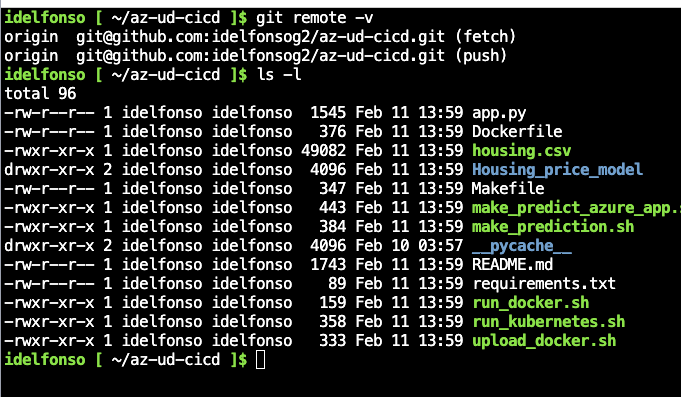 idelfonso [ ~/az-ud-cicd ]$ git remote -v
origin  git@github.com:idelfonsog2/az-ud-cicd.git (fetch)
origin  git@github.com:idelfonsog2/az-ud-cicd.git (push)
idelfonso [ ~/az-ud-cicd ]$ ls -l
total 96
-rw-r--r-- 1 idelfonso idelfonso  1545 Feb 11 13:59 app.py
-rw-r--r-- 1 idelfonso idelfonso   376 Feb 11 13:59 Dockerfile
-rwxr-xr-x 1 idelfonso idelfonso 49082 Feb 11 13:59 housing.csv
drwxr-xr-x 2 idelfonso idelfonso  4096 Feb 11 13:59 Housing_price_model
-rw-r--r-- 1 idelfonso idelfonso   347 Feb 11 13:59 Makefile
-rwxr-xr-x 1 idelfonso idelfonso   443 Feb 11 13:59 make_predict_azure_app.s
-rwxr-xr-x 1 idelfonso idelfonso   384 Feb 11 13:59 make_prediction.sh
drwxr-xr-x 2 idelfonso idelfonso  4096 Feb 10 03:57 __pycache__
-rw-r--r-- 1 idelfonso idelfonso  1743 Feb 11 13:59 README.md
-rw-r--r-- 1 idelfonso idelfonso    89 Feb 11 13:59 requirements.txt
-rwxr-xr-x 1 idelfonso idelfonso   159 Feb 11 13:59 run_docker.sh
-rwxr-xr-x 1 idelfonso idelfonso   358 Feb 11 13:59 run_kubernetes.sh
-rwxr-xr-x 1 idelfonso idelfonso   333 Feb 11 13:59 upload_docker.sh
idelfonso [ ~/az-ud-cicd ]$